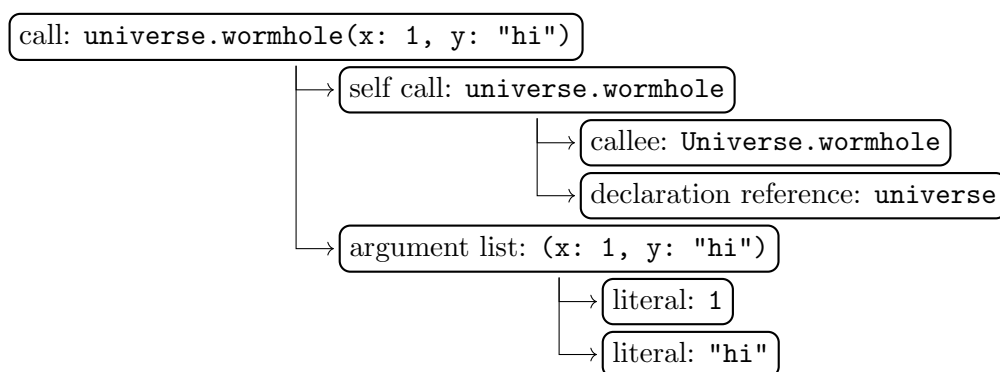 call: universe.wormhole(x: 1, y: "hi")
self call: universe.wormhole
callee: Universe.wormhole
declaration reference: universe
argument list: (x: 1, y: "hi")
literal: 1
literal: "hi"